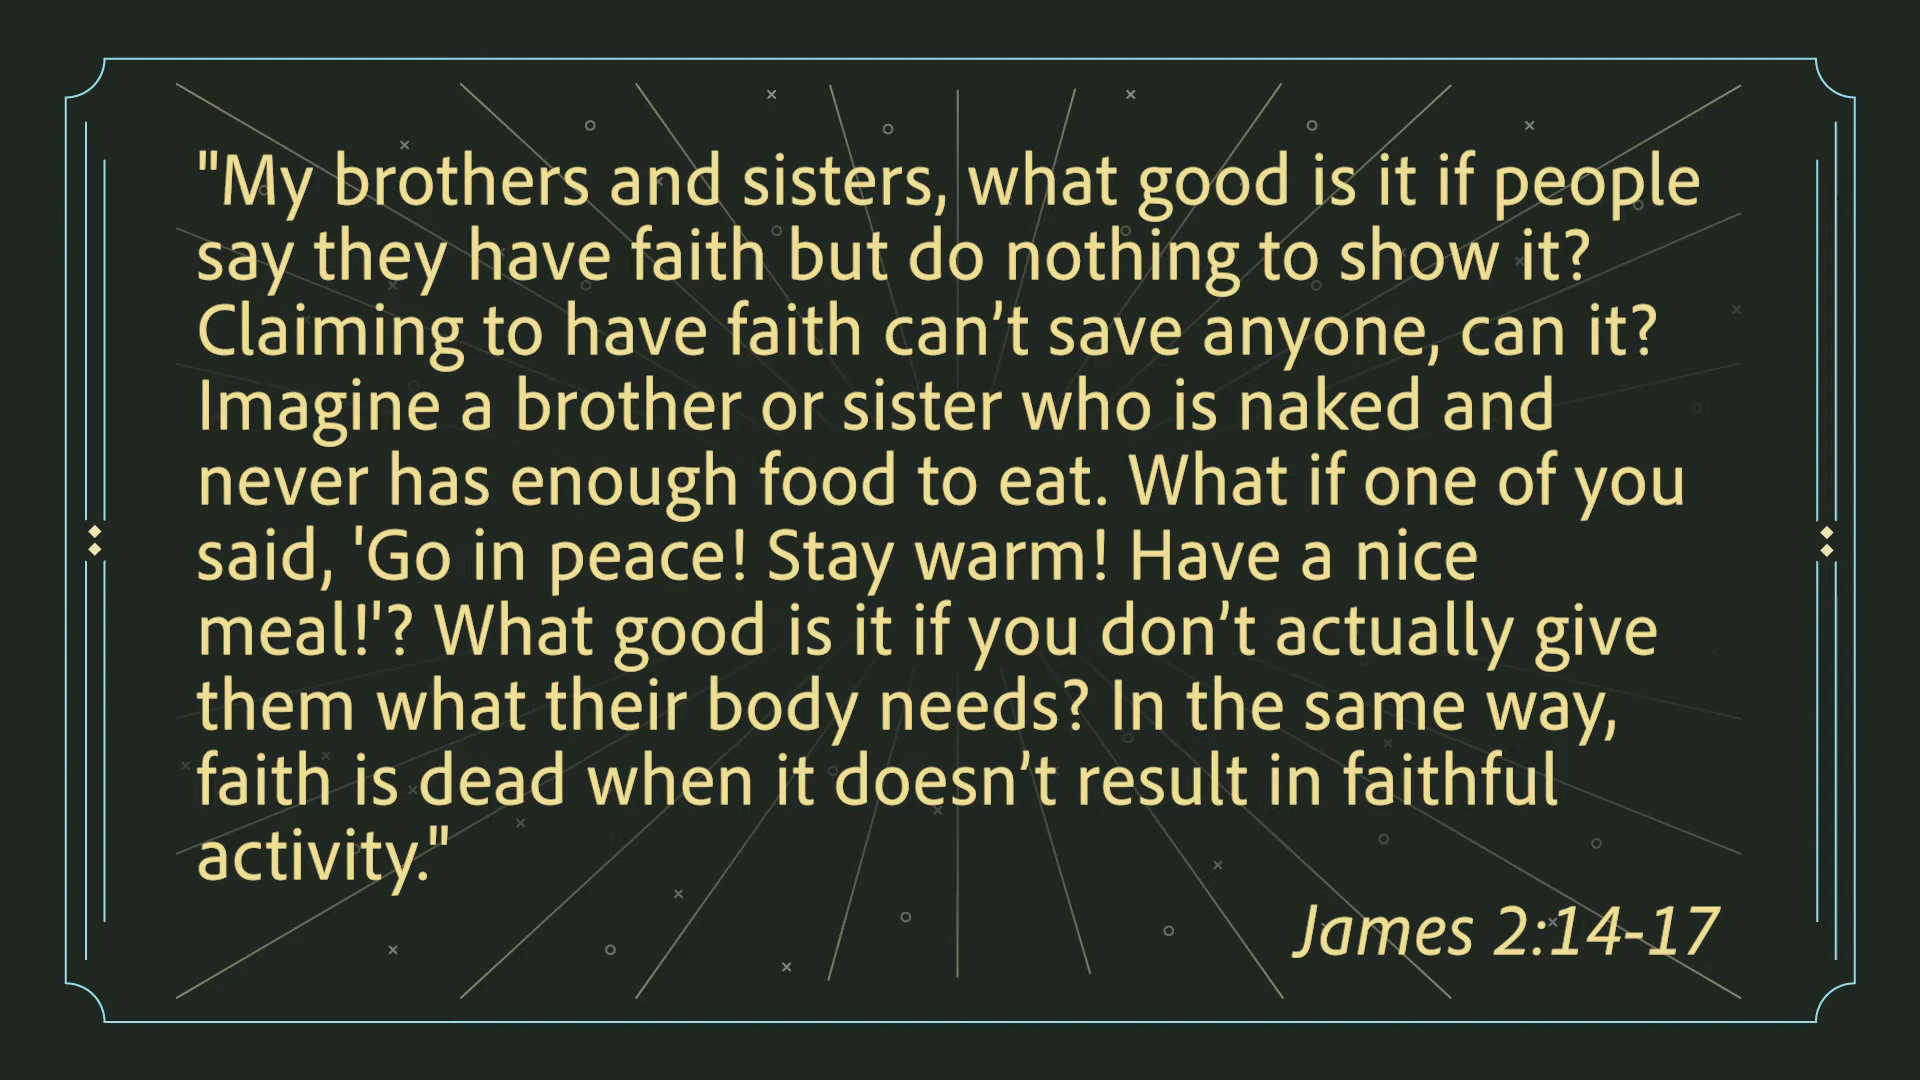 "My brothers and sisters, what good is it if people
say they have faith but do nothing to show it?
Claiming to have faith can’t save anyone, can it?
Imagine a brother or sister who is naked and
never has enough food to eat. What if one of you
said, 'Go in peace! Stay warm! Have a nice
meal!'? What good is it if you don’t actually give
them what their body needs? In the same way,
faith is dead when it doesn’t result in faithful
activity."
James 2:14-17